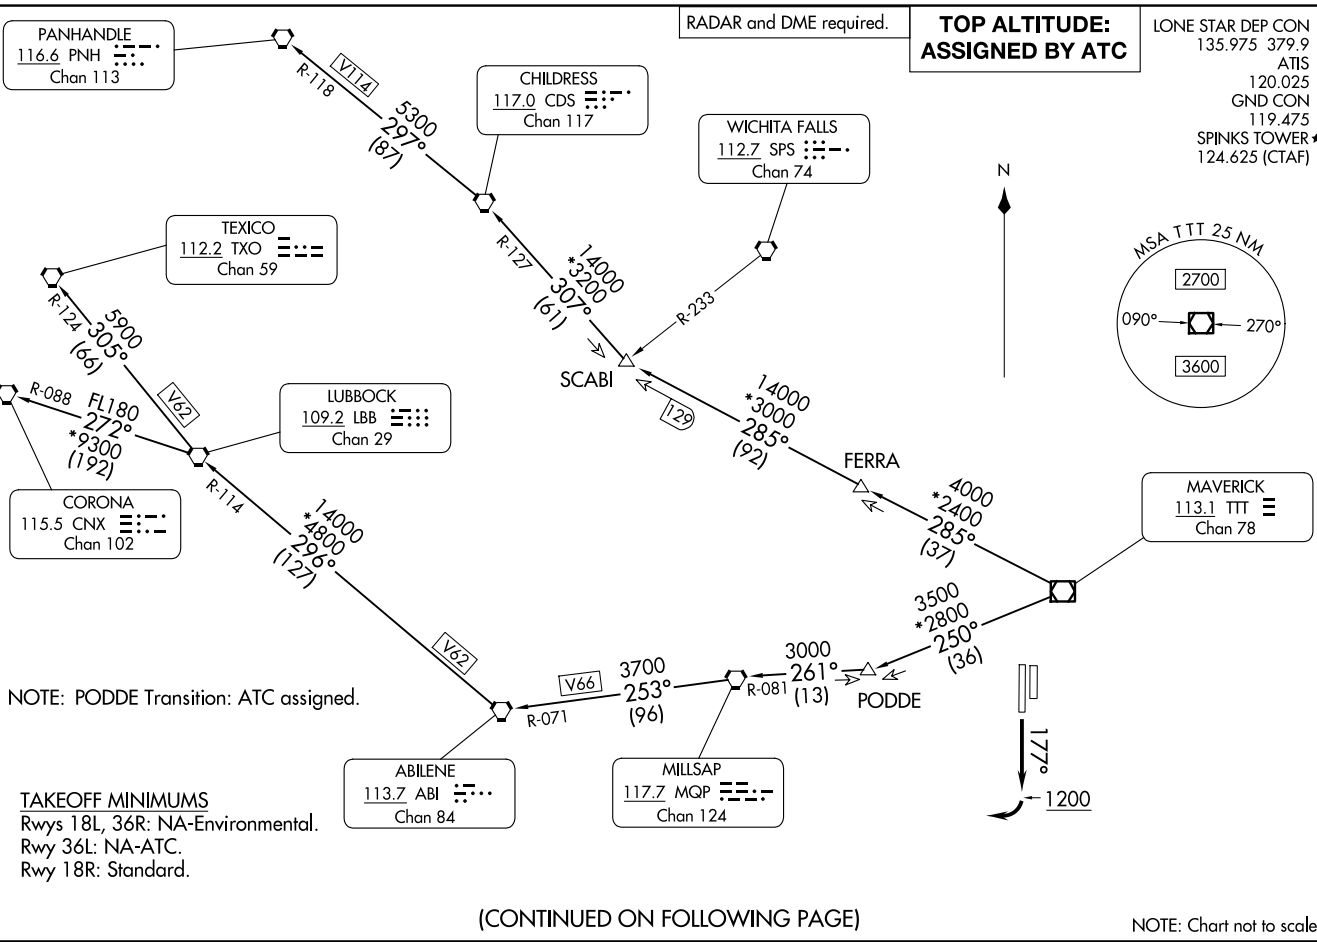 RADAR and DME required.
TOP ALTITUDE:
ASSIGNED BY ATC
LONE STAR DEP CON
135.975 379.9
ATIS
120.025
GND CON
119.475
SPINKS TOWER
124.625 (CTAF)
PANHANDLE
116.6 PNH
Chan 113
R-118
V114
5300
297°
(87)
CHILDRESS
117.0 CDS
Chan 117
WICHITA FALLS
112.7 SPS
Chan 74
N
MSA TTT 25 NM
2700
090°
270°
3600
TEXICO
112.2 TXO
Chan 59
R-127
14000
*3200
307°
(61)
R-233
SCABI
129
R-124
5900
305°
(66)
V62
R-088
FL180
272°
*9300
(192)
LUBBOCK
109.2 LBB
Chan 29
14000
*3000
285°
(92)
FERRA
4000
*2400
285°
(37)
MAVERICK
113.1 TTT
Chan 78
CORONA
115.5 CNX
Chan 102
R-114
14000
*4800
296°
(127)
V62
3500
*2800
250°
(36)
3000
261°
(13)
R-081
PODDE
V66
3700
253°
(96)
R-071
NOTE: PODDE Transition: ATC assigned.
177°
1200
ABILENE
113.7 ABI
Chan 84
MILLSAP
117.7 MQP
Chan 124
TAKEOFF MINIMUMS
Rwys 18L, 36R: NA-Environmental.
Rwy 36L: NA-ATC.
Rwy 18R: Standard.
(CONTINUED ON FOLLOWING PAGE)
NOTE: Chart not to scale